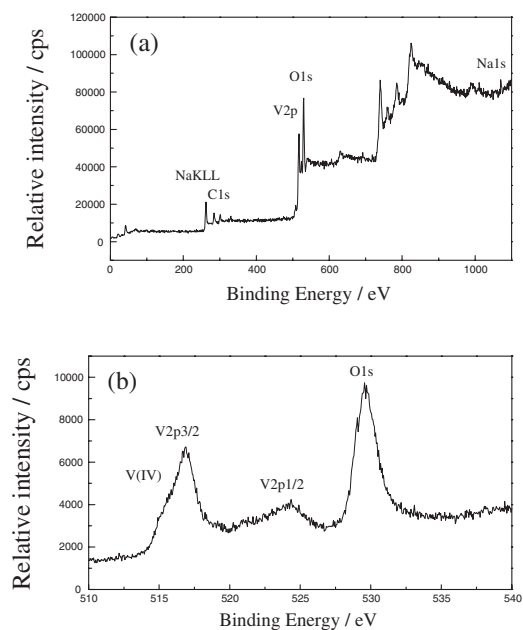 (a)
Relative intensity / cps
120000
100000
80000
60000
40000
20000
0
O1s
V2p
NaKLL
C1s
Na1s
0 200 400 600 800 1000
Binding Energy / eV
(b)
Relative intensity / cps
10000
8000
6000
4000
2000
0
O1s
V2p3/2
V(IV)
V2p1/2
510 515 520 525 530 535 540
Binding Energy / eV